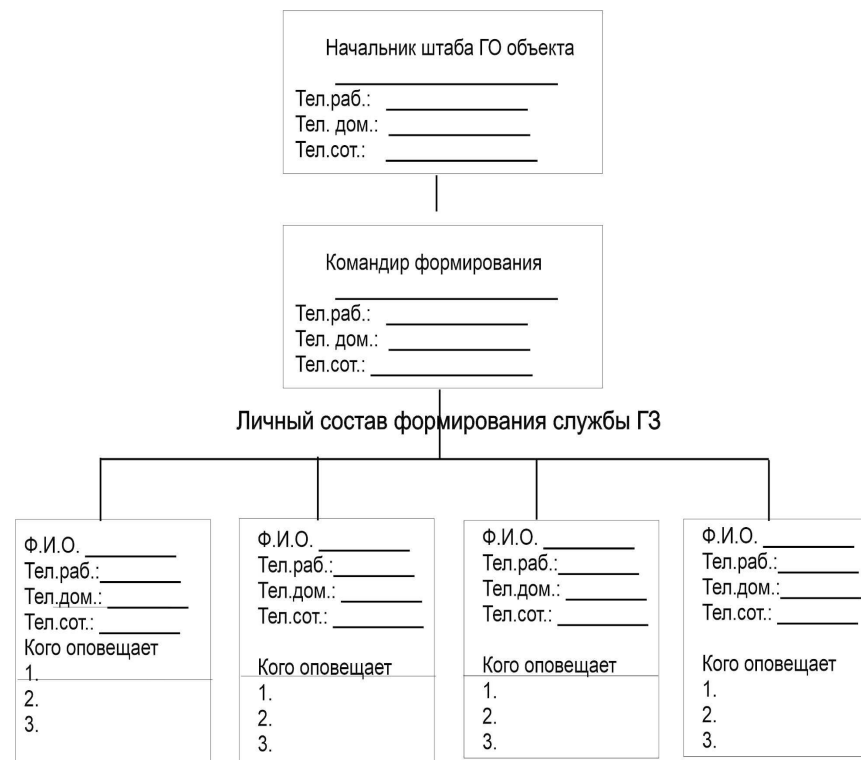 Начальник штаба ГО объекта
Тел.раб.:
Тел. дом.:
Тел.сот.:
Командир формирования
Тел.раб.:
Тел. дом.:
Тел.сот.:
Личный состав формирования службы ГЗ
Ф.И.О.
Тел.раб.:
Тел.дом.:
Тел.сот.:
Кого оповещает
1.
2.
3.
Ф.И.О.
Тел.раб.:
Тел.дом.:
Тел.сот.:
Кого оповещает
1.
2.
3.
Ф.И.О.
Тел.раб.:
Тел.дом.:
Тел.сот.:
Кого оповещает
1.
2.
3.
Ф.И.О.
Тел.раб.:
Тел.дом.:
Тел.сот.:
Кого оповещает
1.
2.
3.